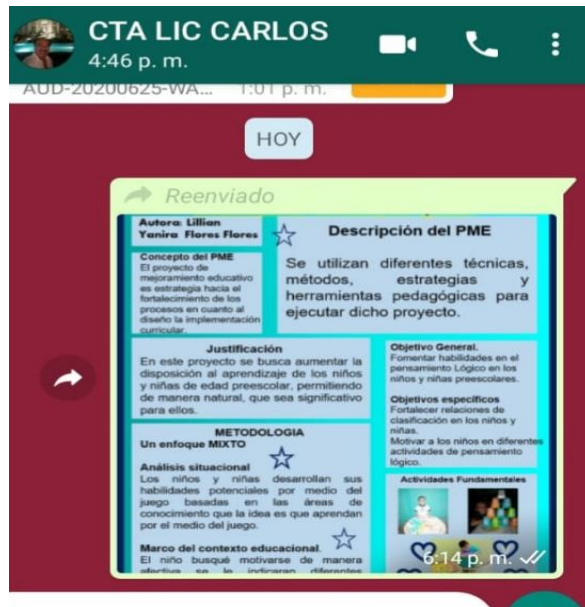 CTA LIC CARLOS
4:46 p. m.
AUD-20200625-WA... 1:01 p. m.
HOY
Reenviado
Autora: Lillian
Yanira Flores Flores
Concepto del PME
El proyecto de
mejoramiento educativo
es estrategia hacia el
fortalecimiento de los
procesos en cuanto al
diseño la implementación
curricular.
Descripción del PME
Se utilizan diferentes técnicas,
métodos, estrategias y
herramientas pedagógicas para
ejecutar dicho proyecto.
Justificación
En este proyecto se busca aumentar la
disposición al aprendizaje de los niños
y niñas de edad preescolar, permitiendo
de manera natural, que sea significativo
para ellos.
Objetivo General.
Fomentar habilidades en el
pensamiento Lógico en los
niños y niñas preescolares.
Objetivos específicos
Fortalecer relaciones de
clasificación en los niños y
niñas.
Motivar a los niños en diferentes
actividades de pensamiento
lógico.
METODOLOGIA
Un enfoque MIXTO
Análisis situacional
Los niños y niñas desarrollan sus
habilidades potenciales por medio del
juego basadas en las áreas de
conocimiento que la idea es que aprendan
por el medio del juego.
Marco del contexto educacional.
El niño busqué motivarse de manera
afectiva se le indicaran diferentes
Actividades Fundamentales
6:14 p. m.